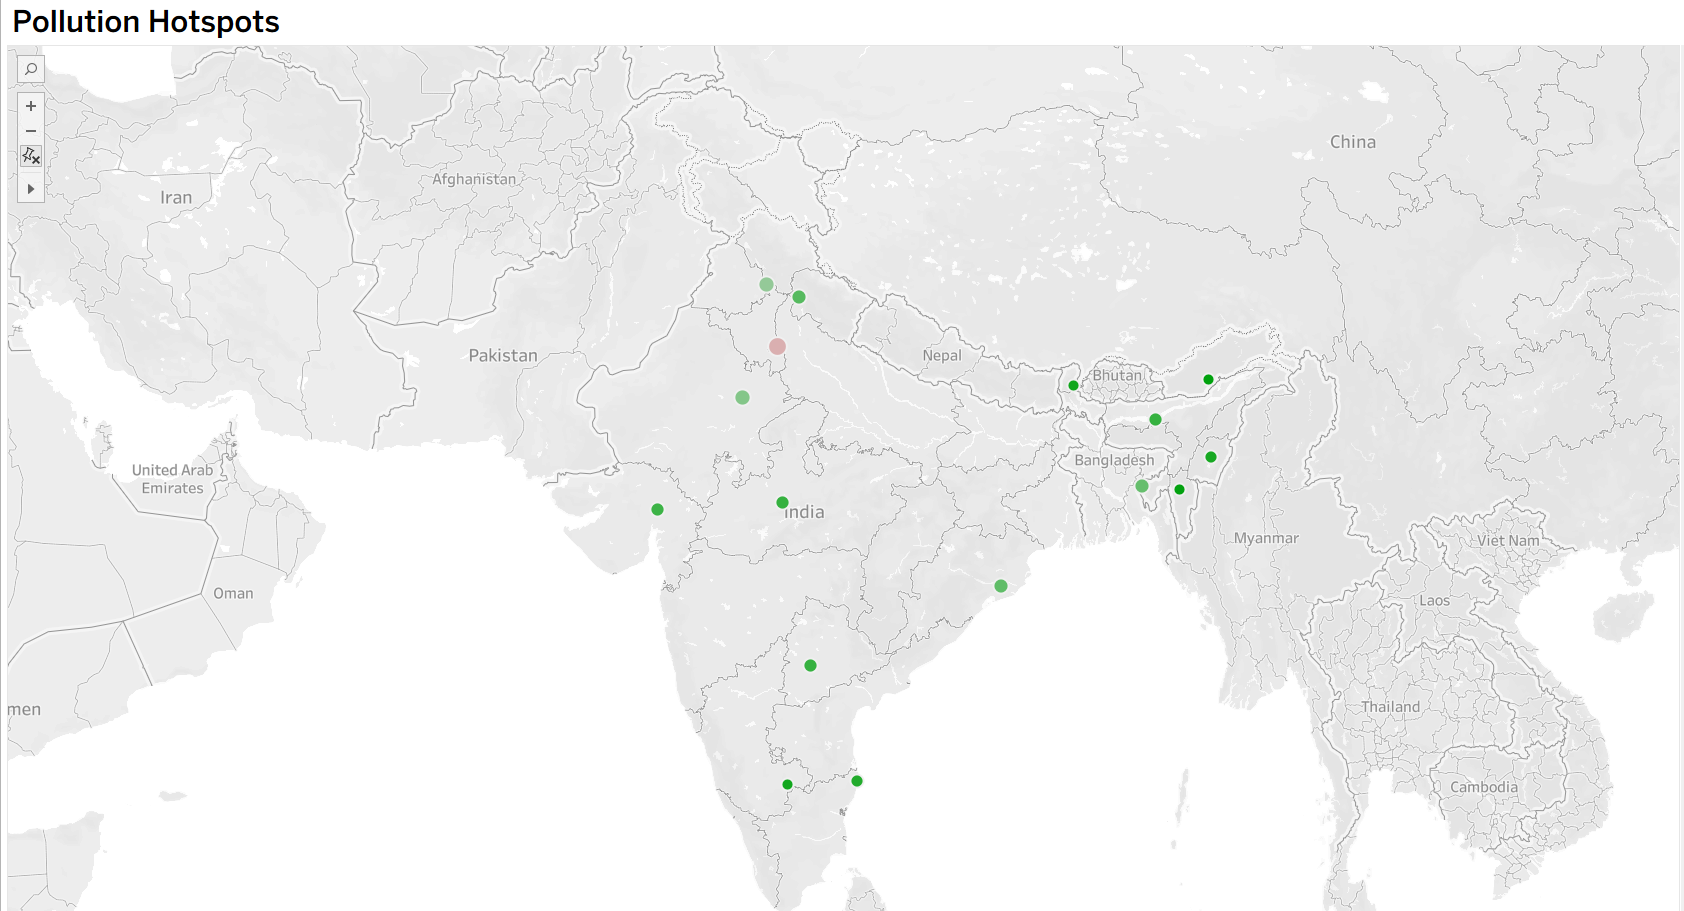 Pollution Hotspots
China
Afghanistan
Iran
Pakistan
Nepal
Bhutan
Bangladesh
United Arab
Emirates
India
Myanmar
Viet Nam
Oman
Laos
men
Thailand
Cambodia